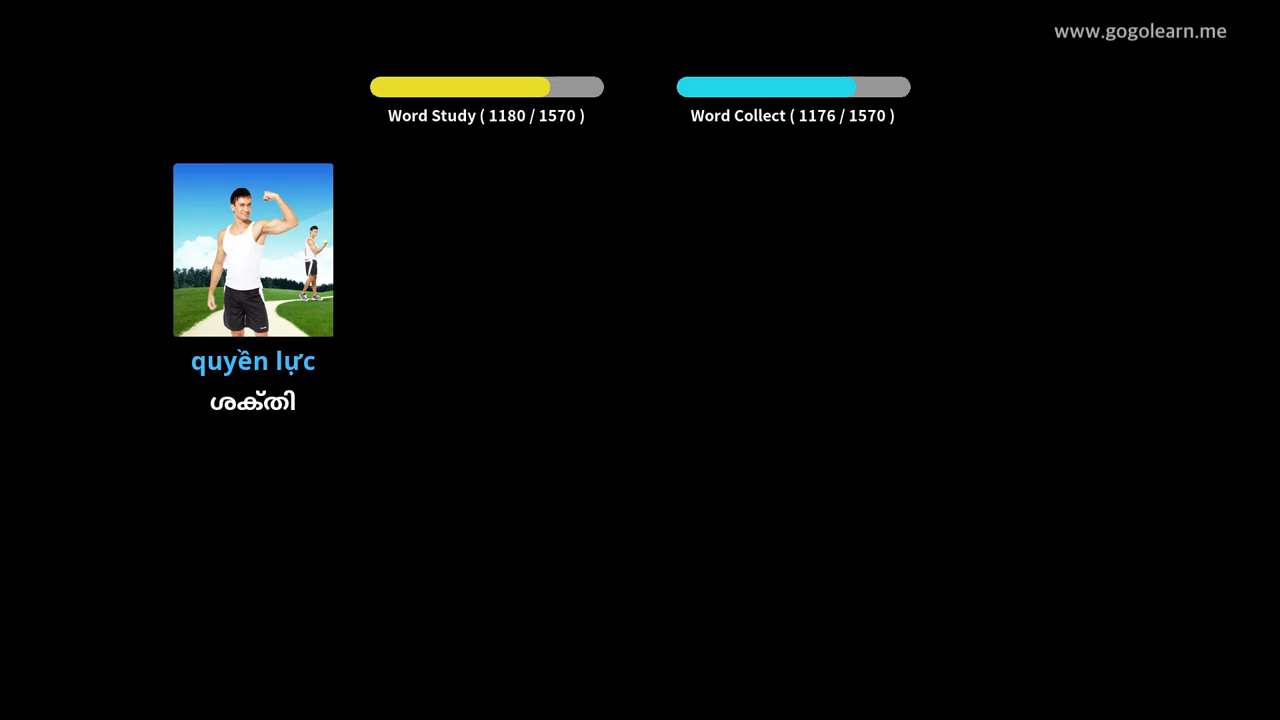 www.gogolearn.me
Word Study ( 1180 / 1570 )
Word Collect ( 1176 / 1570 )
quyền lực
ശക്തി